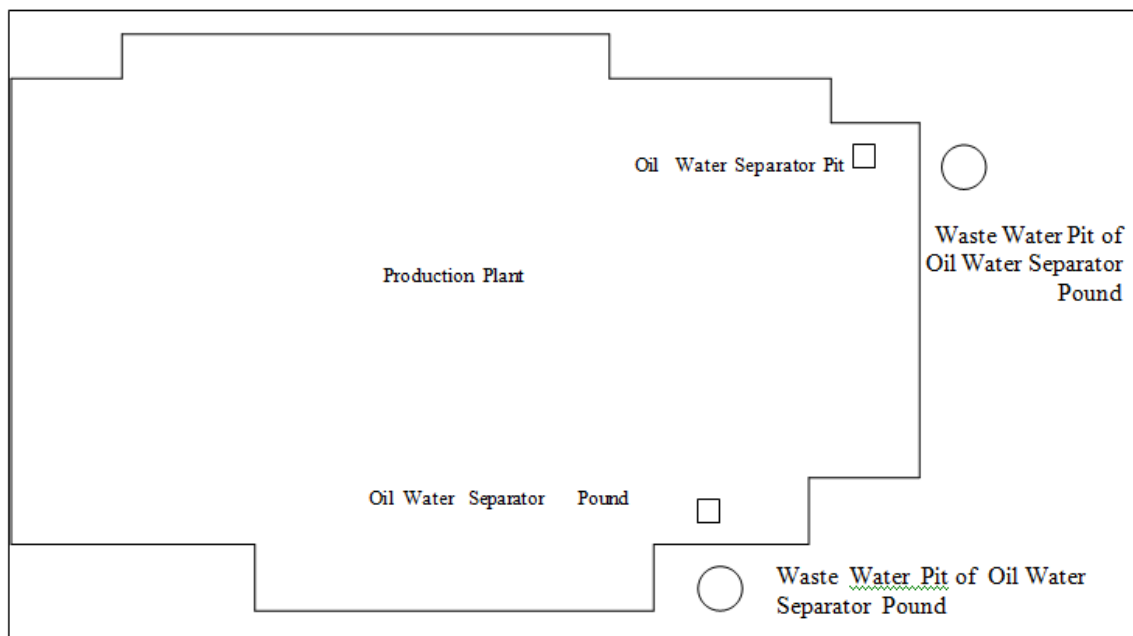 Oil Water Separator Pit
Waste Water Pit of
Oil Water Separator
Pound
Production Plant
Oil Water Separator Pound
Waste Water Pit of Oil Water
Separator Pound